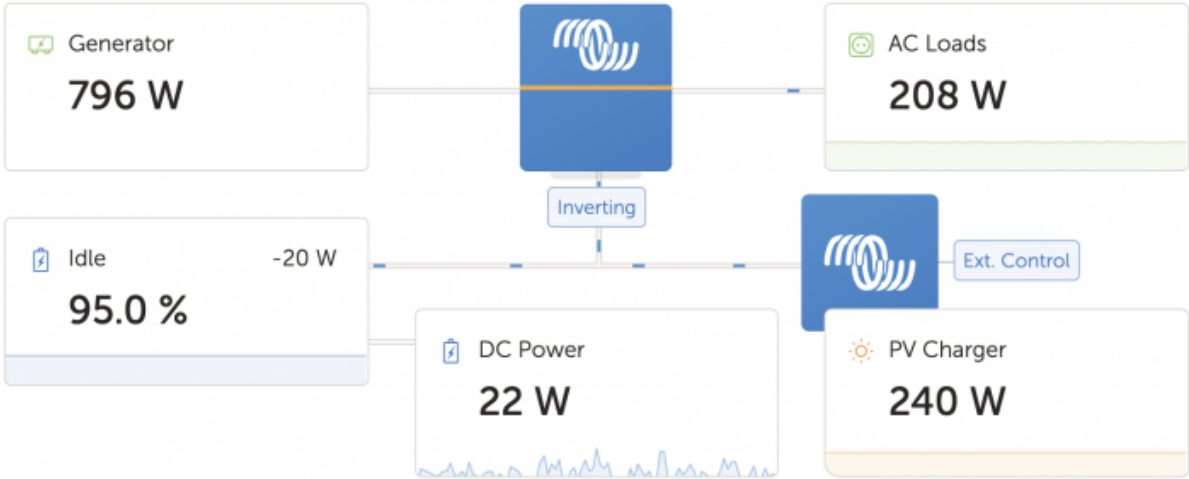 Generator
796 W
AC Loads
208 W
Inverting
Idle -20 W
95.0 %
Ext. Control
DC Power
22 W
PV Charger
240 W